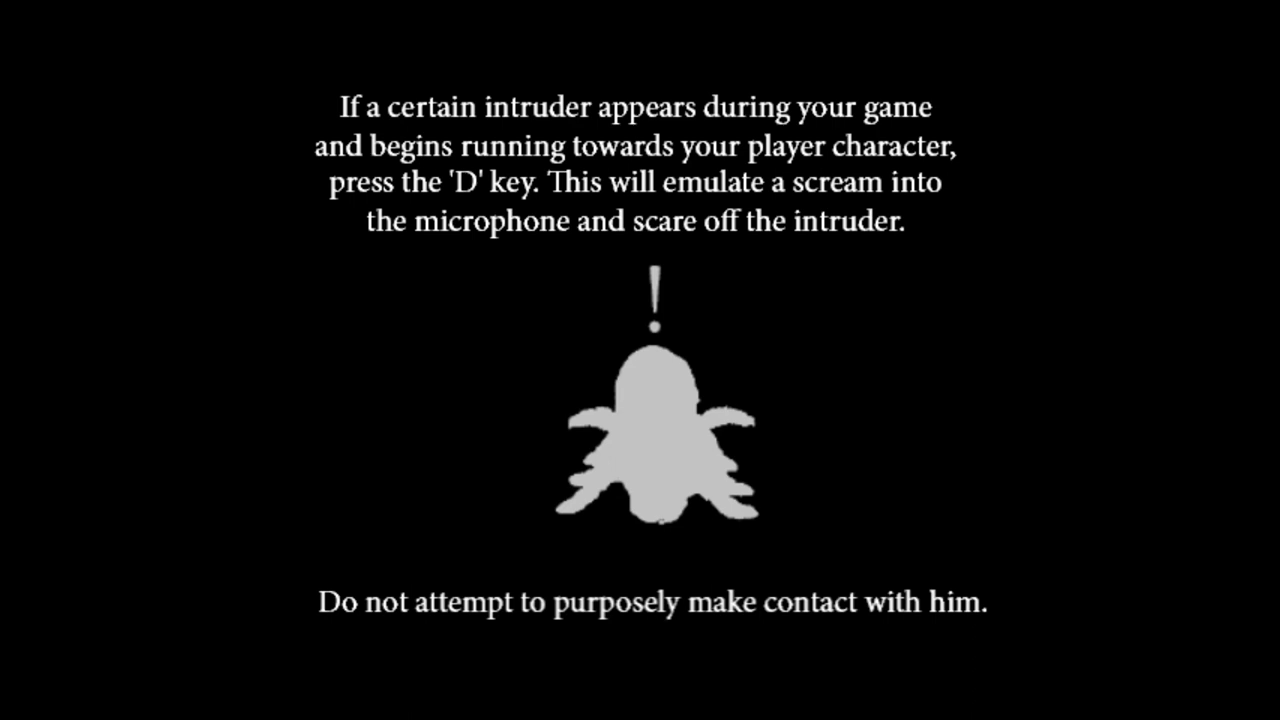 If a certain intruder appears during your game
and begins running towards your player character,
press the 'D' key. This will emulate a scream into
the microphone and scare off the intruder.
!
Do not attempt to purposely make contact with him.